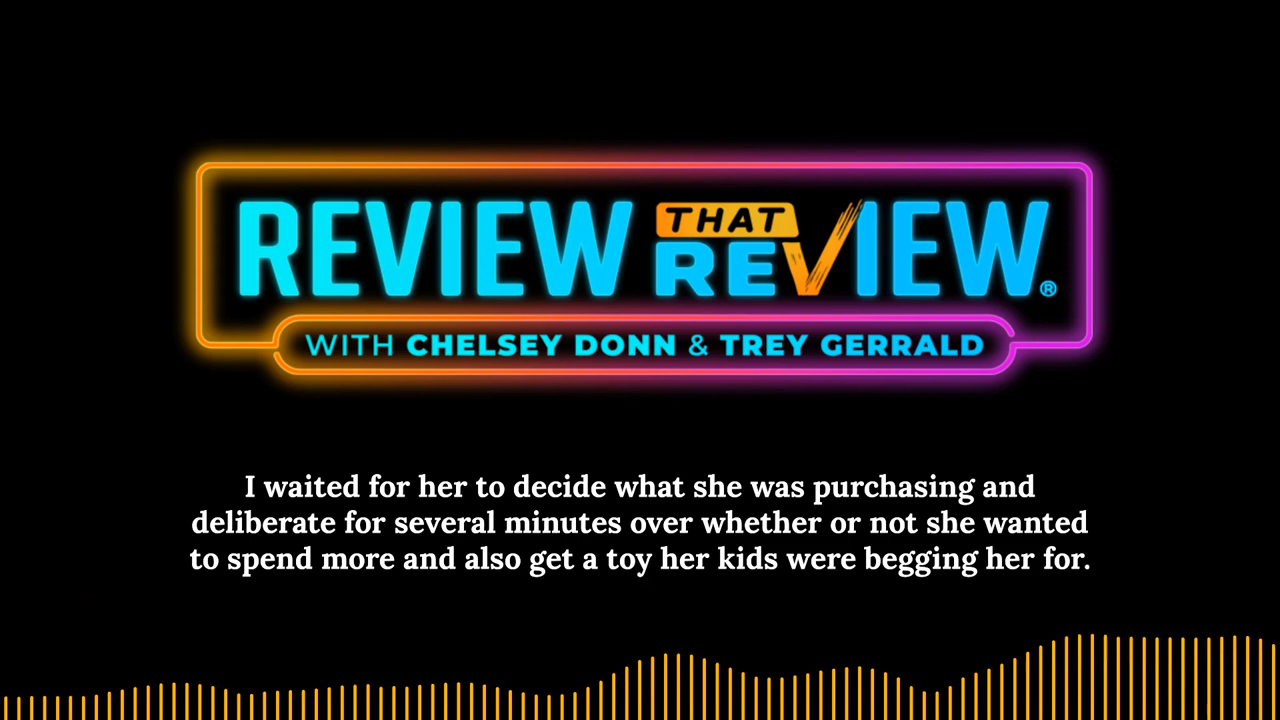 REVIEW THAT REVIEW®
WITH CHELSEY DONN & TREY GERRALD
I waited for her to decide what she was purchasing and
deliberate for several minutes over whether or not she wanted
to spend more and also get a toy her kids were begging her for.